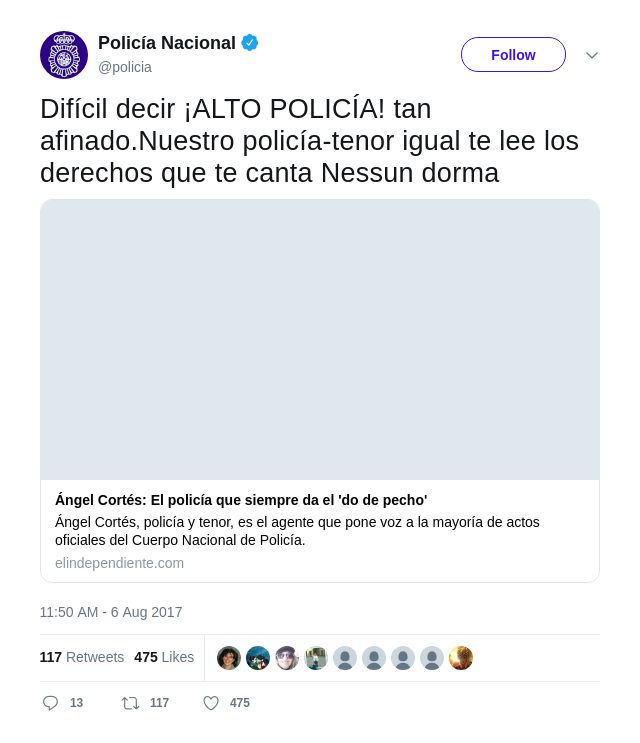 Policía Nacional
@policia
Follow
Difícil decir ¡ALTO POLICÍA! tan
afinado.Nuestro policía-tenor igual te lee los
derechos que te canta Nessun dorma
Ángel Cortés: El policía que siempre da el 'do de pecho'
Ángel Cortés, policía y tenor, es el agente que pone voz a la mayoría de actos
oficiales del Cuerpo Nacional de Policía.
elindependiente.com
11:50 AM - 6 Aug 2017
117 Retweets 475 Likes
13 117 475